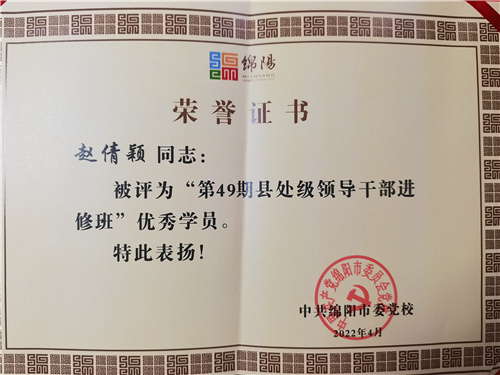 绵阳
荣誉证书
赵倩颖 同志：
被评为“第49期县处级领导干部进
修班”优秀学员。
特此表扬！
中共绵阳市委党校
2022年4月